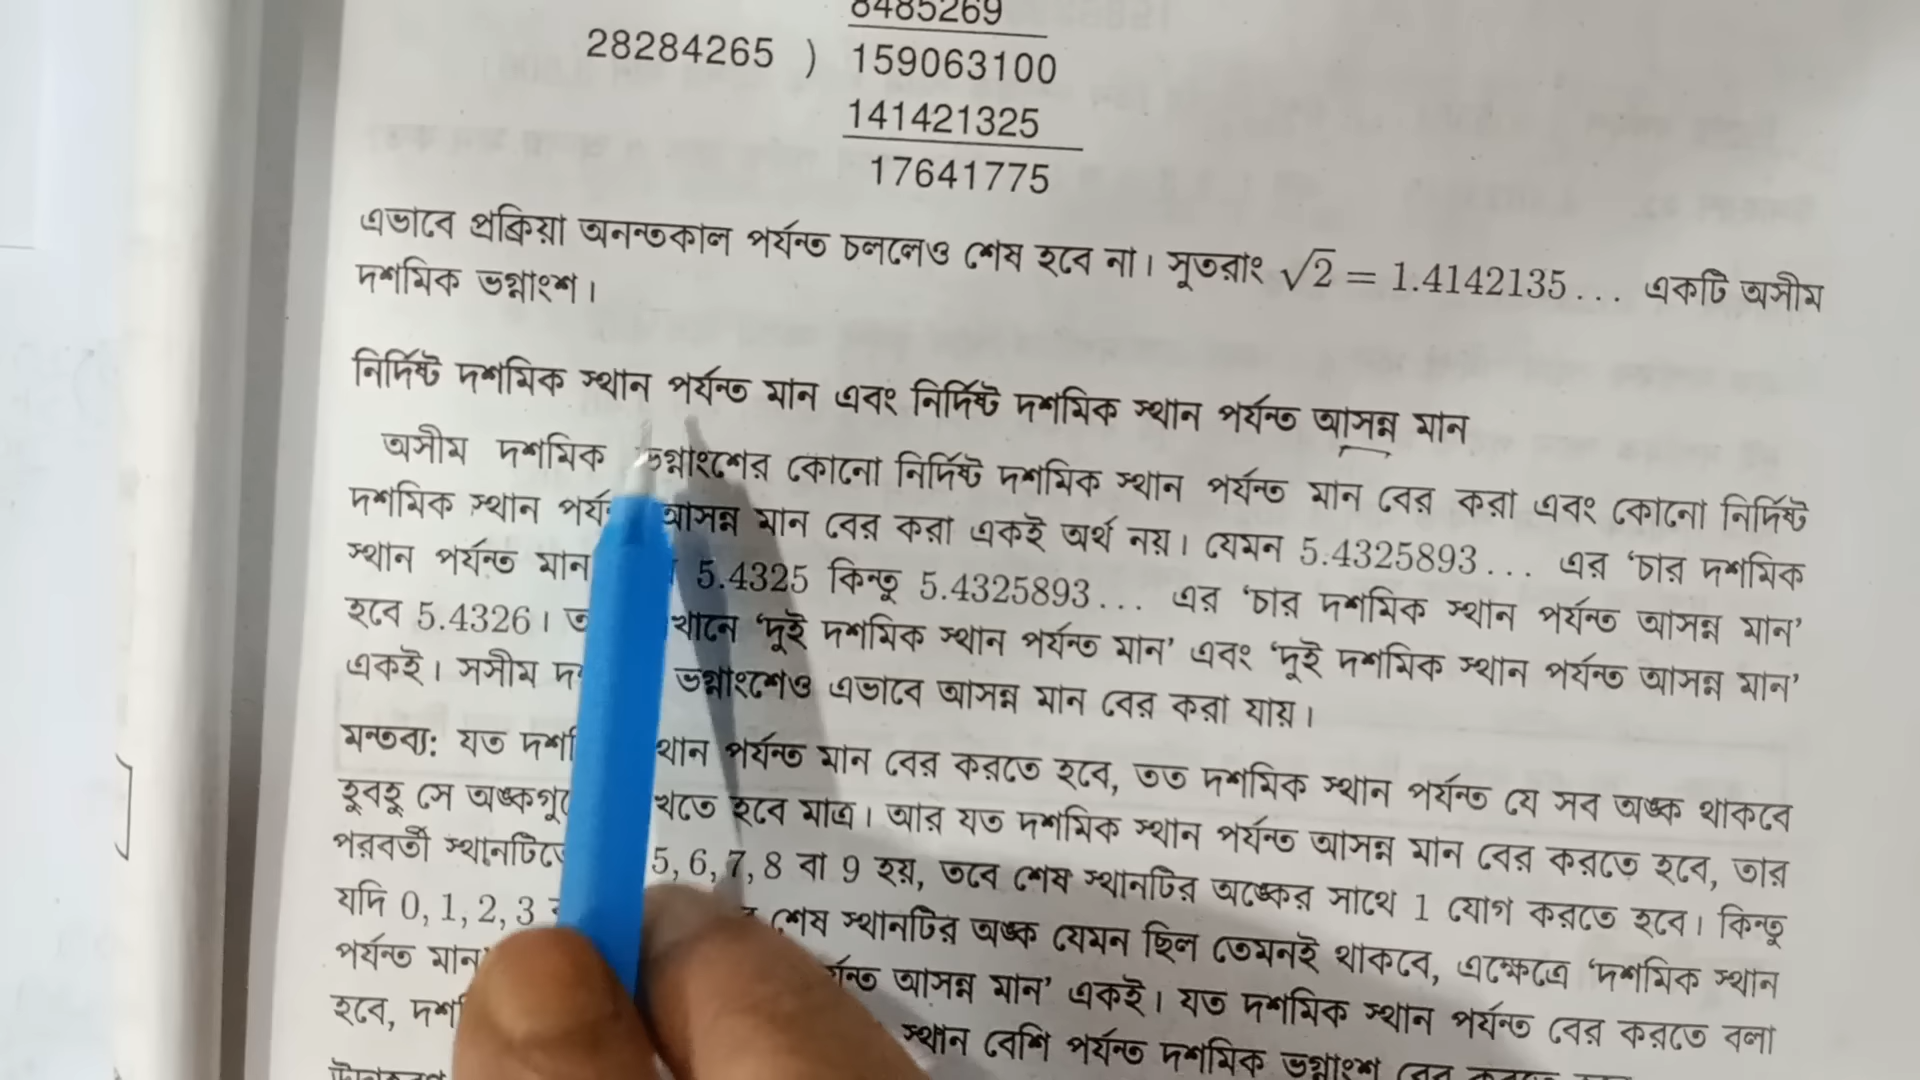 8485269
28284265 ) 159063100
141421325
17641775
এভাবে প্রক্রিয়া অনন্তকাল পর্যন্ত চললেও শেষ হবে না। সুতরাং √2 = 1.4142135... একটি অসীম
দশমিক ভগ্নাংশ।
নির্দিষ্ট দশমিক স্থান পর্যন্ত মান এবং নির্দিষ্ট দশমিক স্থান পর্যন্ত আসন্ন মান
অসীম দশমিক ভগ্নাংশের কোনো নির্দিষ্ট দশমিক স্থান পর্যন্ত মান বের করা এবং কোনো নির্দিষ্ট
দশমিক স্থান আসন্ন মান বের করা একই অর্থ নয়। যেমন 5.4325893... এর ‘চার দশমিক
স্থান পর্যন্ত মান 5.4325 কিন্তু 5.4325893... এর ‘চার দশমিক স্থান পর্যন্ত আসন্ন মান’
হবে 5.4326। ‘দুই দশমিক স্থান পর্যন্ত মান’ এবং ‘দুই দশমিক স্থান পর্যন্ত আসন্ন মান’
একই। সসীম ভগ্নাংশেও এভাবে আসন্ন মান বের করা যায়।
মন্তব্য: যত পর্যন্ত মান বের করতে হবে, তত দশমিক স্থান পর্যন্ত যে সব অঙ্ক থাকবে
হুবহু সে হবে মাত্র। আর যত দশমিক স্থান পর্যন্ত আসন্ন মান বের করতে হবে, তার
পরবর্তী 5, 6, 7, 8 বা 9 হয়, তবে শেষ স্থানটির অঙ্কের সাথে 1 যোগ করতে হবে। কিন্তু
যদি 0, 1, 2, 3 শেষ স্থানটির অঙ্ক যেমন ছিল তেমনই থাকবে, এক্ষেত্রে ‘দশমিক স্থান
পর্যন্ত মান আসন্ন মান’ একই। যত দশমিক স্থান পর্যন্ত বের করতে বলা
হবে, স্থান বেশি পর্যন্ত দশমিক ভগ্নাংশ